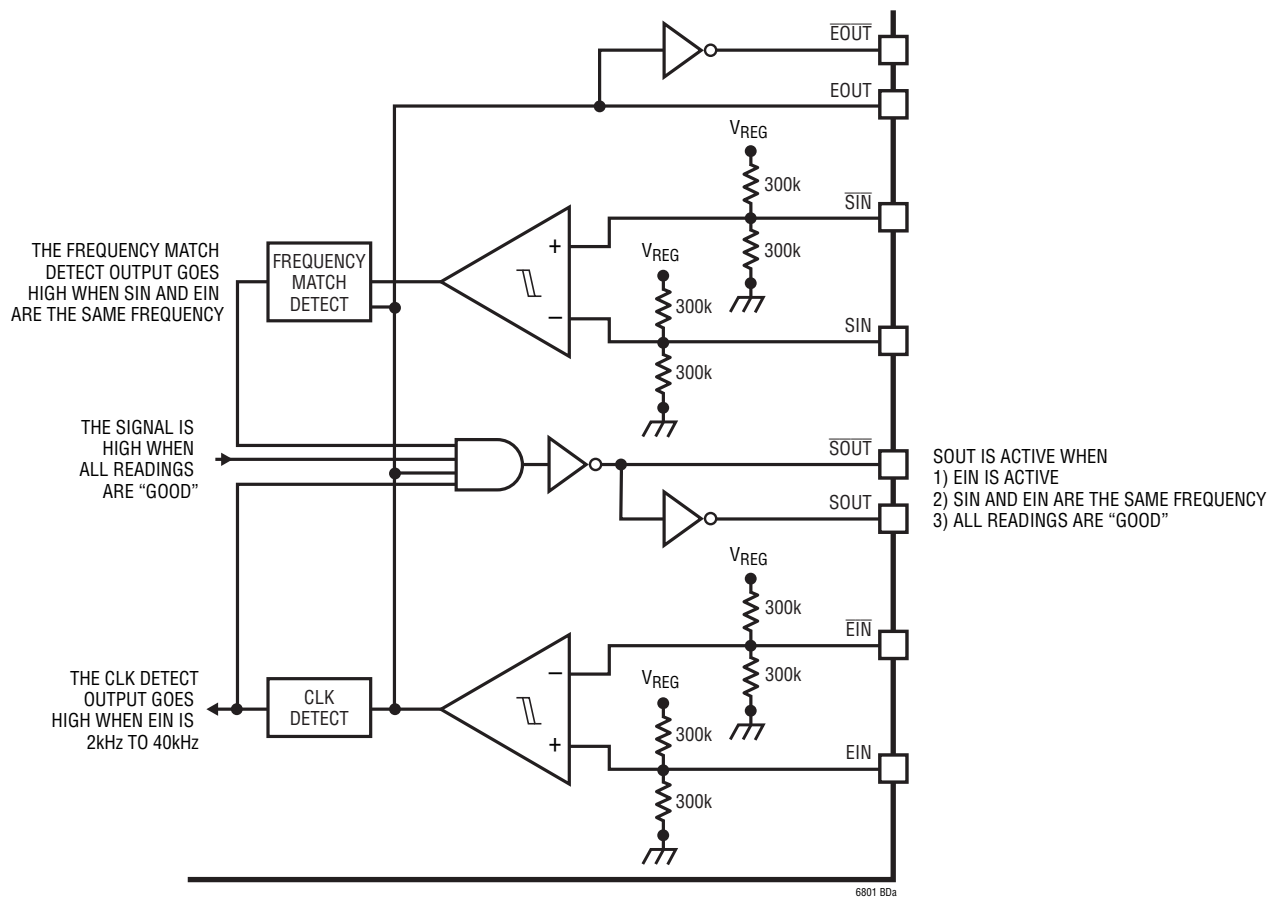 EOUT
EOUT
VREG
300k
SIN
300k
VREG
300k
SIN
300k
THE FREQUENCY MATCH
DETECT OUTPUT GOES
HIGH WHEN SIN AND EIN
ARE THE SAME FREQUENCY
FREQUENCY
MATCH
DETECT
+
−
THE SIGNAL IS
HIGH WHEN
ALL READINGS
ARE “GOOD”
SOUT
SOUT
SOUT IS ACTIVE WHEN
1) EIN IS ACTIVE
2) SIN AND EIN ARE THE SAME FREQUENCY
3) ALL READINGS ARE “GOOD”
VREG
300k
EIN
300k
VREG
300k
EIN
300k
THE CLK DETECT
OUTPUT GOES
HIGH WHEN EIN IS
2kHz TO 40kHz
CLK
DETECT
−
+
6801 BDa